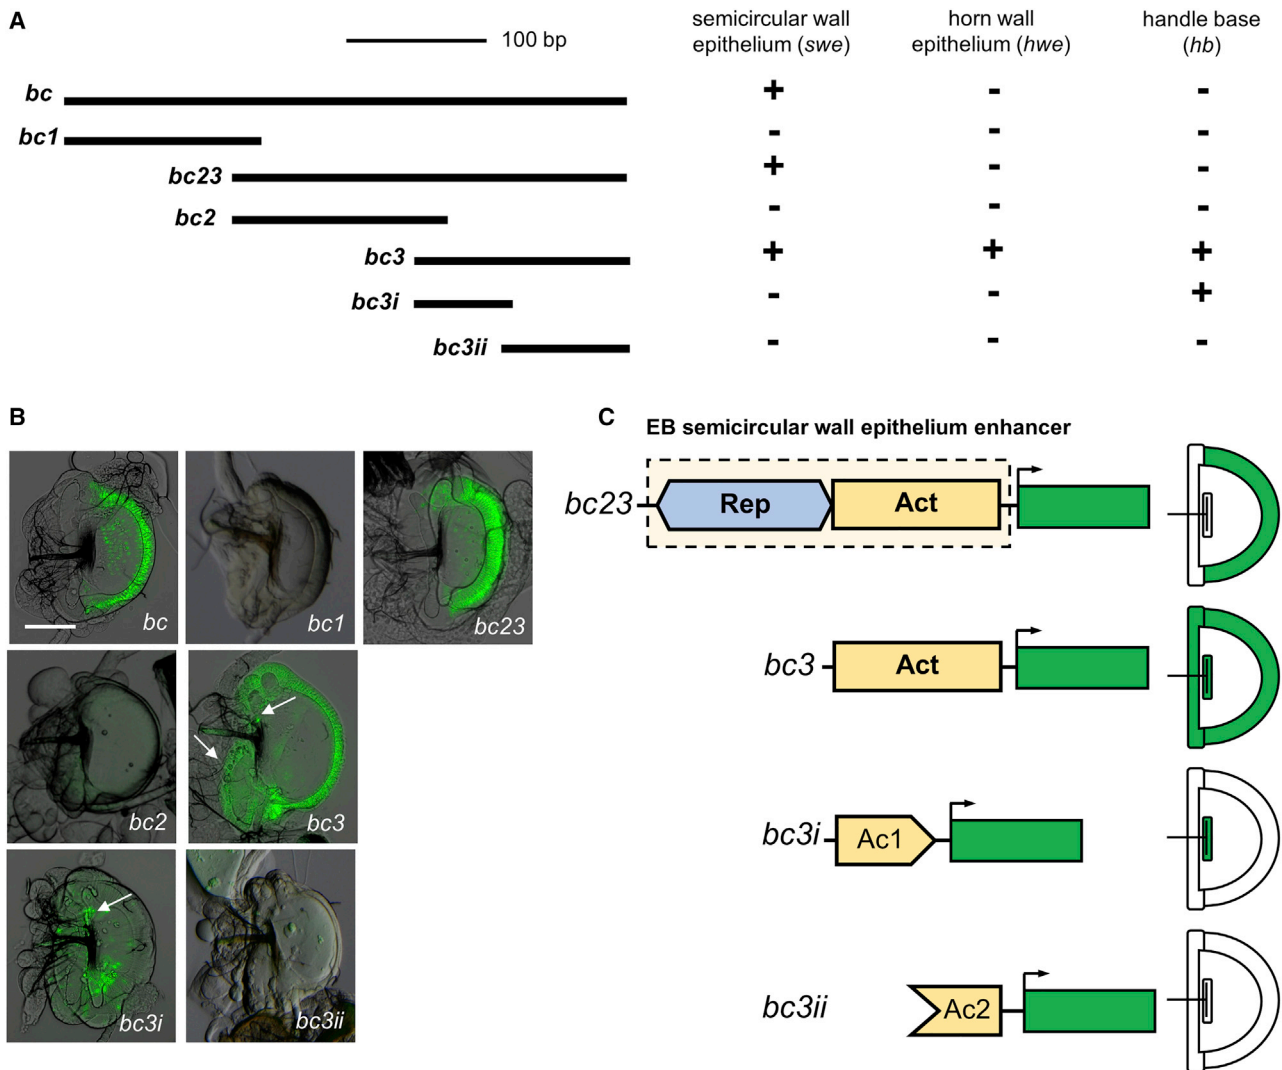 A
100 bp
semicircular wall
epithelium (swe)
horn wall
epithelium (hwe)
handle base
(hb)
bc + - -
bc1 - - -
bc23 + - -
bc2 - - -
bc3 + + +
bc3i - - +
bc3ii - - -
B
bc
bc1
bc23
bc2
bc3
bc3i
bc3ii
C
EB semicircular wall epithelium enhancer
bc23 Rep Act
bc3 Act
bc3i Ac1
bc3ii Ac2